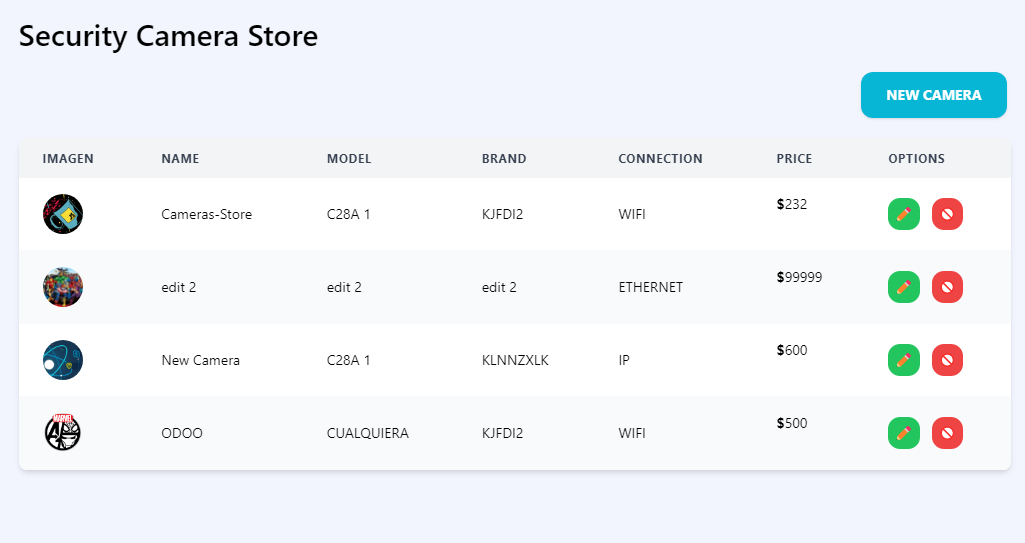 Security Camera Store
NEW CAMERA
IMAGEN NAME MODEL BRAND CONNECTION PRICE OPTIONS
Cameras-Store C28A 1 KJFDI2 WIFI $232
edit 2 edit 2 edit 2 ETHERNET $99999
New Camera C28A 1 KLNNZXLK IP $600
MARVEL
ODOO CUALQUIERA KJFDI2 WIFI $500